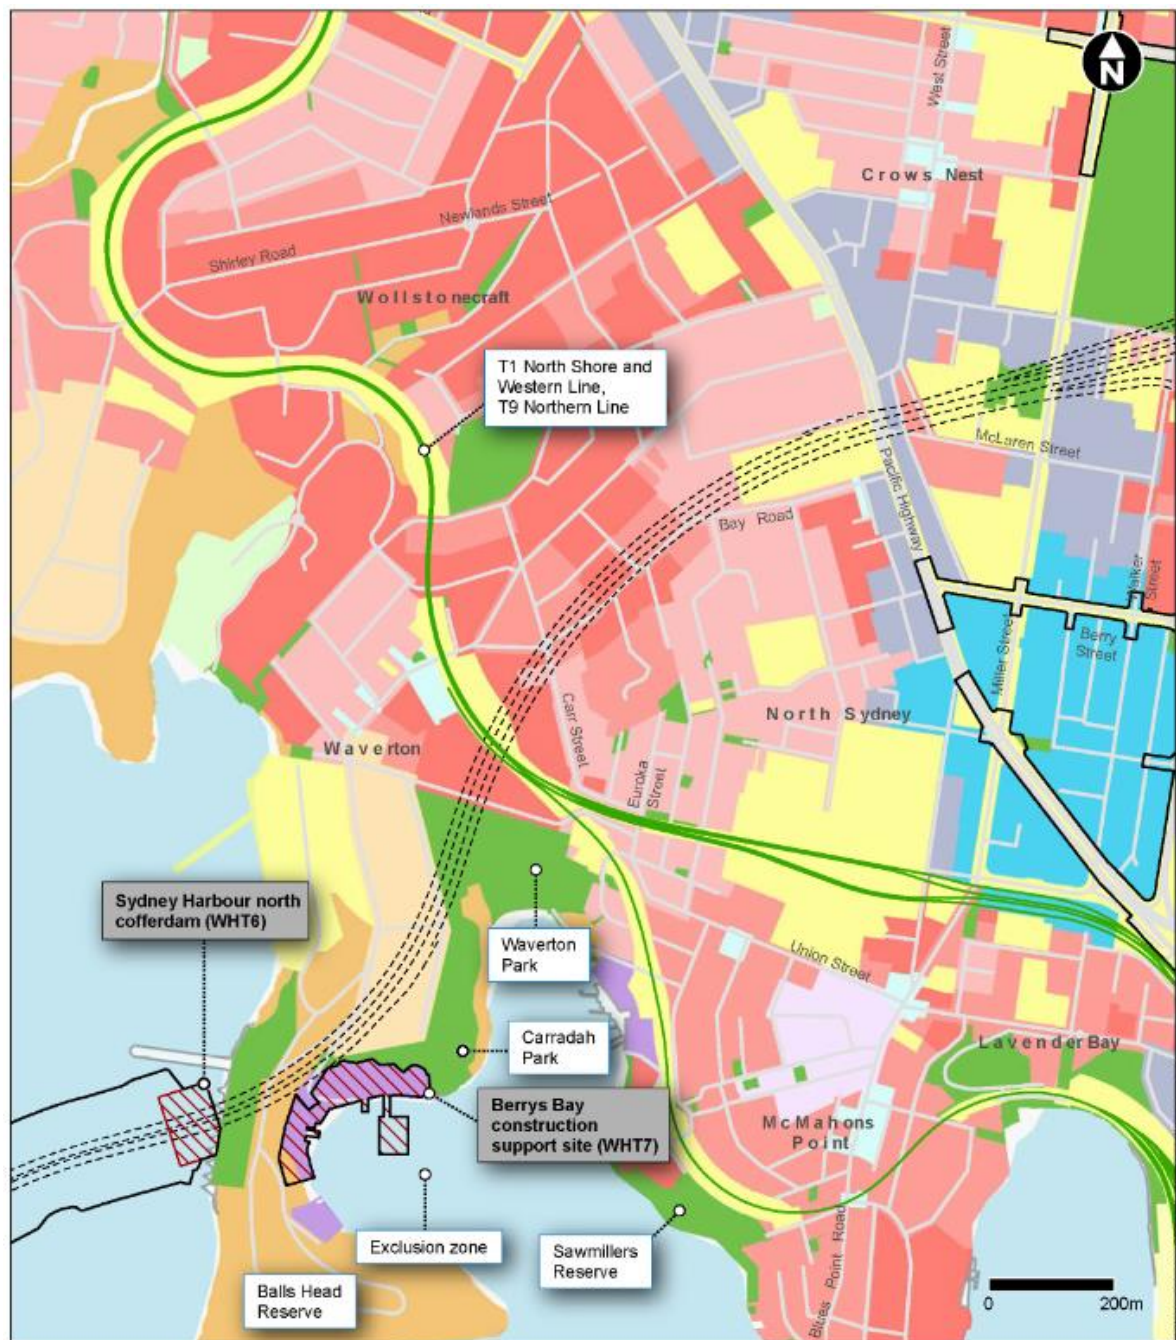 N
West Street
Crows Nest
Newlands Street
Shirley Road
Wollstonecraft
T1 North Shore and
Western Line,
T9 Northern Line
McLaren Street
Pacific Highway
Bay Road
Walker
Street
Berry
Street
Miller Street
North Sydney
Carr Street
Waverton
Euroka
Street
Sydney Harbour north
cofferdam (WHT6)
Waverton
Park
Union Street
Carradah
Park
Lavender Bay
Berrys Bay
construction
support site (WHT7)
McMahons
Point
Exclusion zone
Sawmillers
Reserve
Balls Head
Reserve
Blues Point Road
0 200m